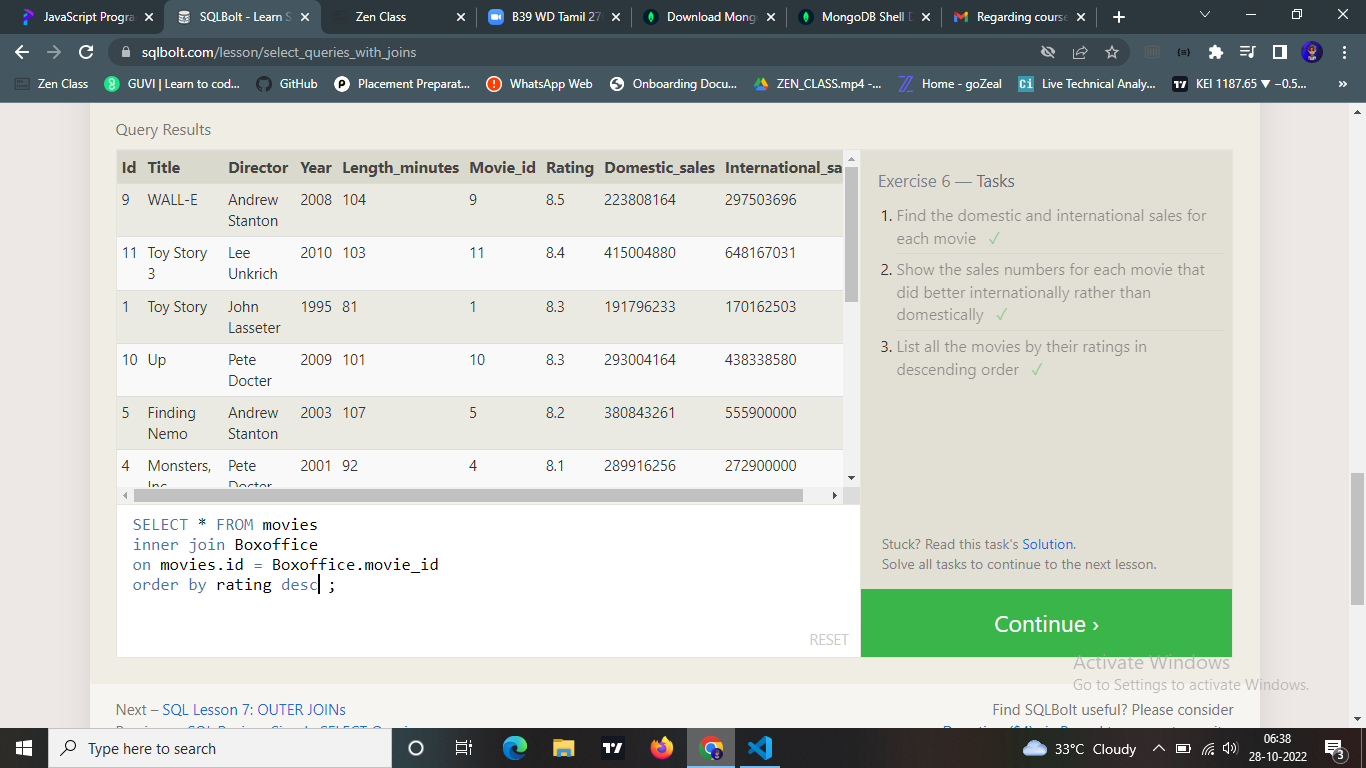 JavaScript Progra
SQLBolt - Learn S
Zen Class
B39 WD Tamil 27
Download Mong
MongoDB Shell D
Regarding course
sqlbolt.com/lesson/select_queries_with_joins
Zen Class
GUVI | Learn to cod...
GitHub
Placement Preparat...
WhatsApp Web
Onboarding Docu...
ZEN_CLASS.mp4 -...
Home - goZeal
Live Technical Analy...
KEI 1187.65 ▼ −0.5...
»
Query Results
Id Title Director Year Length_minutes Movie_id Rating Domestic_sales International_sa
9 WALL-E Andrew Stanton 2008 104 9 8.5 223808164 297503696
11 Toy Story 3 Lee Unkrich 2010 103 11 8.4 415004880 648167031
1 Toy Story John Lasseter 1995 81 1 8.3 191796233 170162503
10 Up Pete Docter 2009 101 10 8.3 293004164 438338580
5 Finding Nemo Andrew Stanton 2003 107 5 8.2 380843261 555900000
4 Monsters, Inc. Pete Docter 2001 92 4 8.1 289916256 272900000
SELECT * FROM movies
inner join Boxoffice
on movies.id = Boxoffice.movie_id
order by rating desc ;
RESET
Exercise 6 — Tasks
1. Find the domestic and international sales for
each movie ✓
2. Show the sales numbers for each movie that
did better internationally rather than
domestically ✓
3. List all the movies by their ratings in
descending order ✓
Stuck? Read this task's Solution.
Solve all tasks to continue to the next lesson.
Continue ›
Activate Windows
Go to Settings to activate Windows.
Next – SQL Lesson 7: OUTER JOINs
Find SQLBolt useful? Please consider
Type here to search
33°C Cloudy
06:38
28-10-2022
3